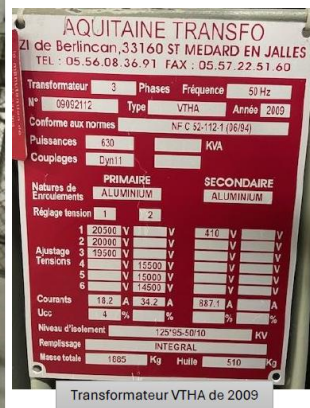 AQUITAINE TRANSFO
ZI de Berlincan,33160 ST MEDARD EN JALLES
TEL : 05.56.08.36.91 FAX : 05.57.22.51.60
Transformateur 3 Phases Fréquence 50 Hz
N° 09092112 Type VTHA Année 2009
Conforme aux normes NF C 52-112-1 (06/94)
Puissances 630 KVA
Couplages Dyn11
PRIMAIRE SECONDAIRE
Natures de Enroulements ALUMINIUM ALUMINIUM
Réglage tension 1 2
Ajustage Tensions
1 20500 V V 410 V V
2 20000 V V V V
3 19500 V V V V
4 V 15500 V V V
5 V 15000 V V V
6 V 14500 V V V
Courants 18.2 A 34.2 A 887.1 A A
Ucc 4 % % % %
Niveau d'isolement 125*95-50/10 KV
Remplissage INTEGRAL
Masse totale 1885 Kg Huile 510 Kg
Transformateur VTHA de 2009